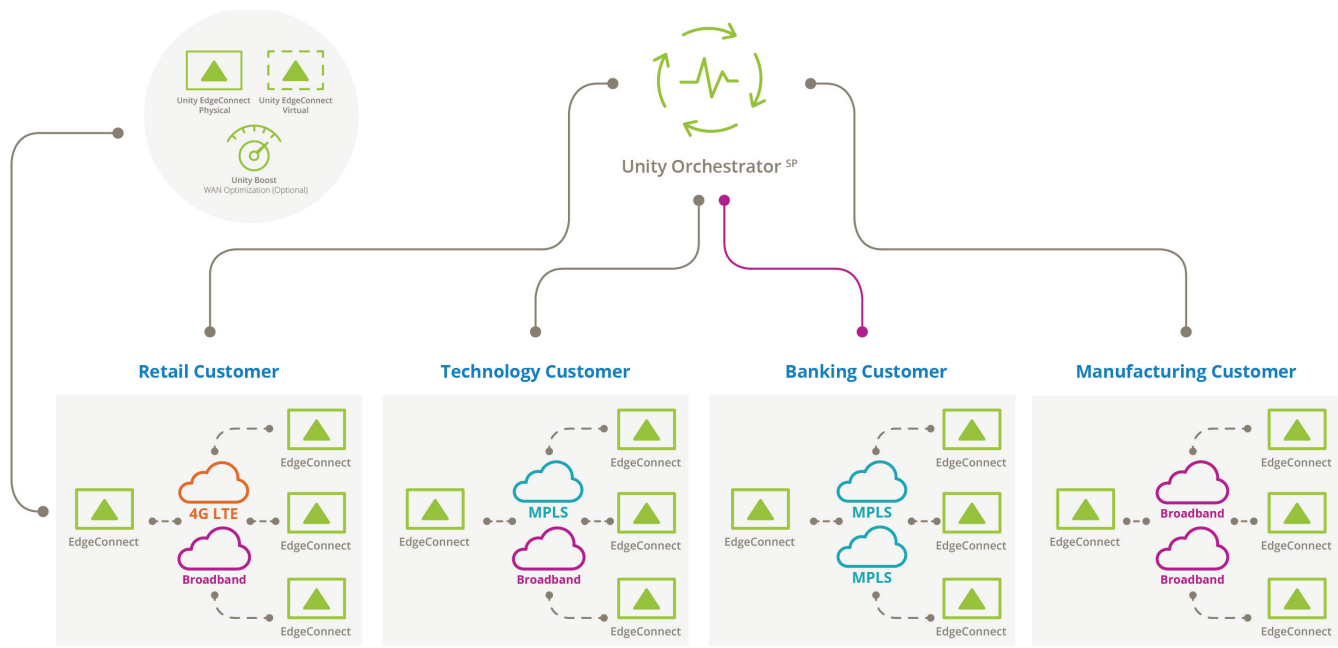 Unity EdgeConnect
Physical
Unity EdgeConnect
Virtual
Unity Boost
WAN Optimization (Optional)
Unity Orchestrator SP
Retail Customer
EdgeConnect
4G LTE
Broadband
EdgeConnect
EdgeConnect
EdgeConnect
Technology Customer
EdgeConnect
MPLS
Broadband
EdgeConnect
EdgeConnect
EdgeConnect
Banking Customer
EdgeConnect
MPLS
MPLS
EdgeConnect
EdgeConnect
EdgeConnect
Manufacturing Customer
EdgeConnect
Broadband
Broadband
EdgeConnect
EdgeConnect
EdgeConnect